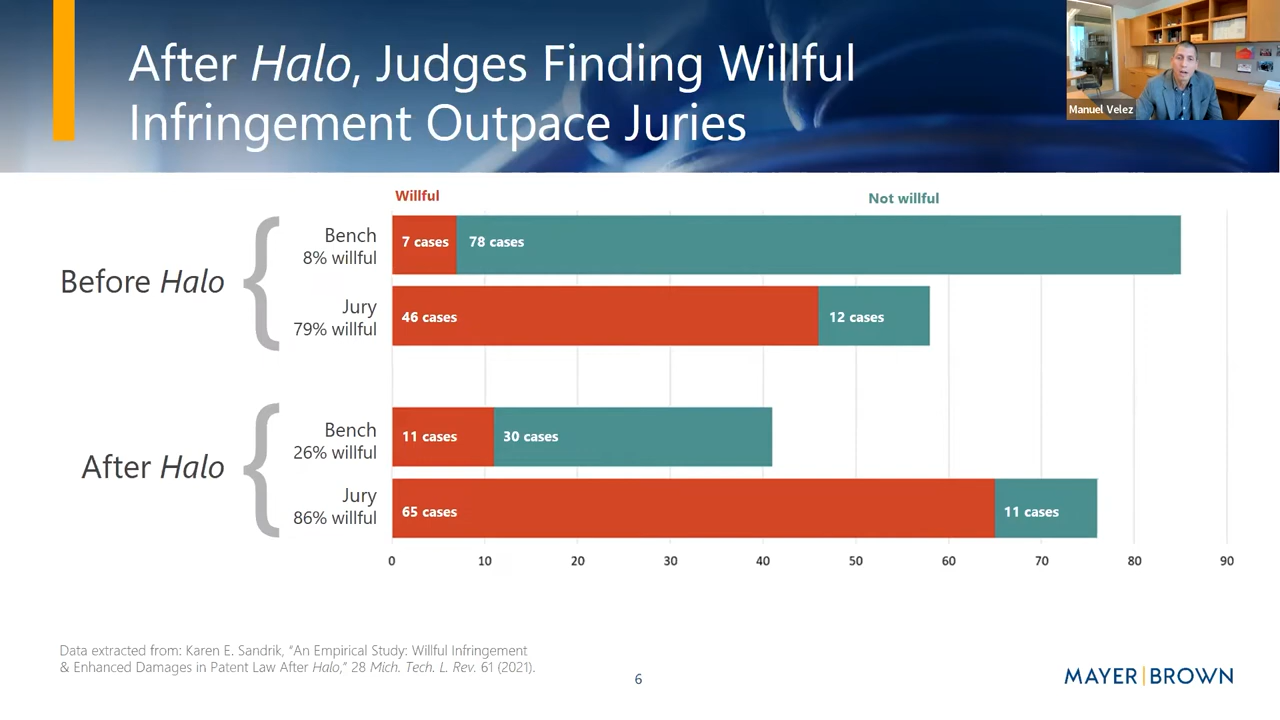 After Halo, Judges Finding Willful
Infringement Outpace Juries
Manuel Velez
Willful
Not willful
Before Halo
Bench
8% willful
7 cases
78 cases
Jury
79% willful
46 cases
12 cases
After Halo
Bench
26% willful
11 cases
30 cases
Jury
86% willful
65 cases
11 cases
0 10 20 30 40 50 60 70 80 90
Data extracted from: Karen E. Sandrik, “An Empirical Study: Willful Infringement
& Enhanced Damages in Patent Law After Halo,” 28 Mich. Tech. L. Rev. 61 (2021).
6
MAYER|BROWN